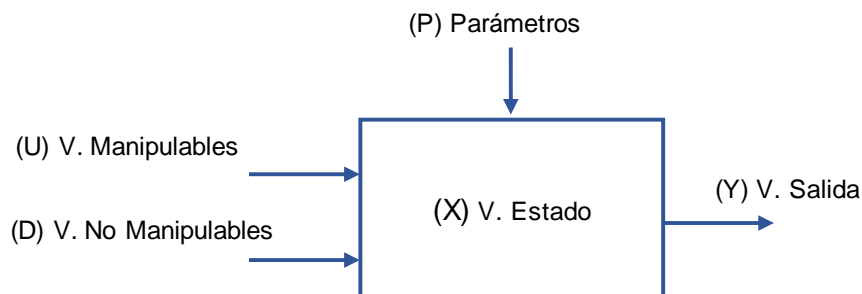 (P) Parámetros
(U) V. Manipulables
(X) V. Estado
(Y) V. Salida
(D) V. No Manipulables